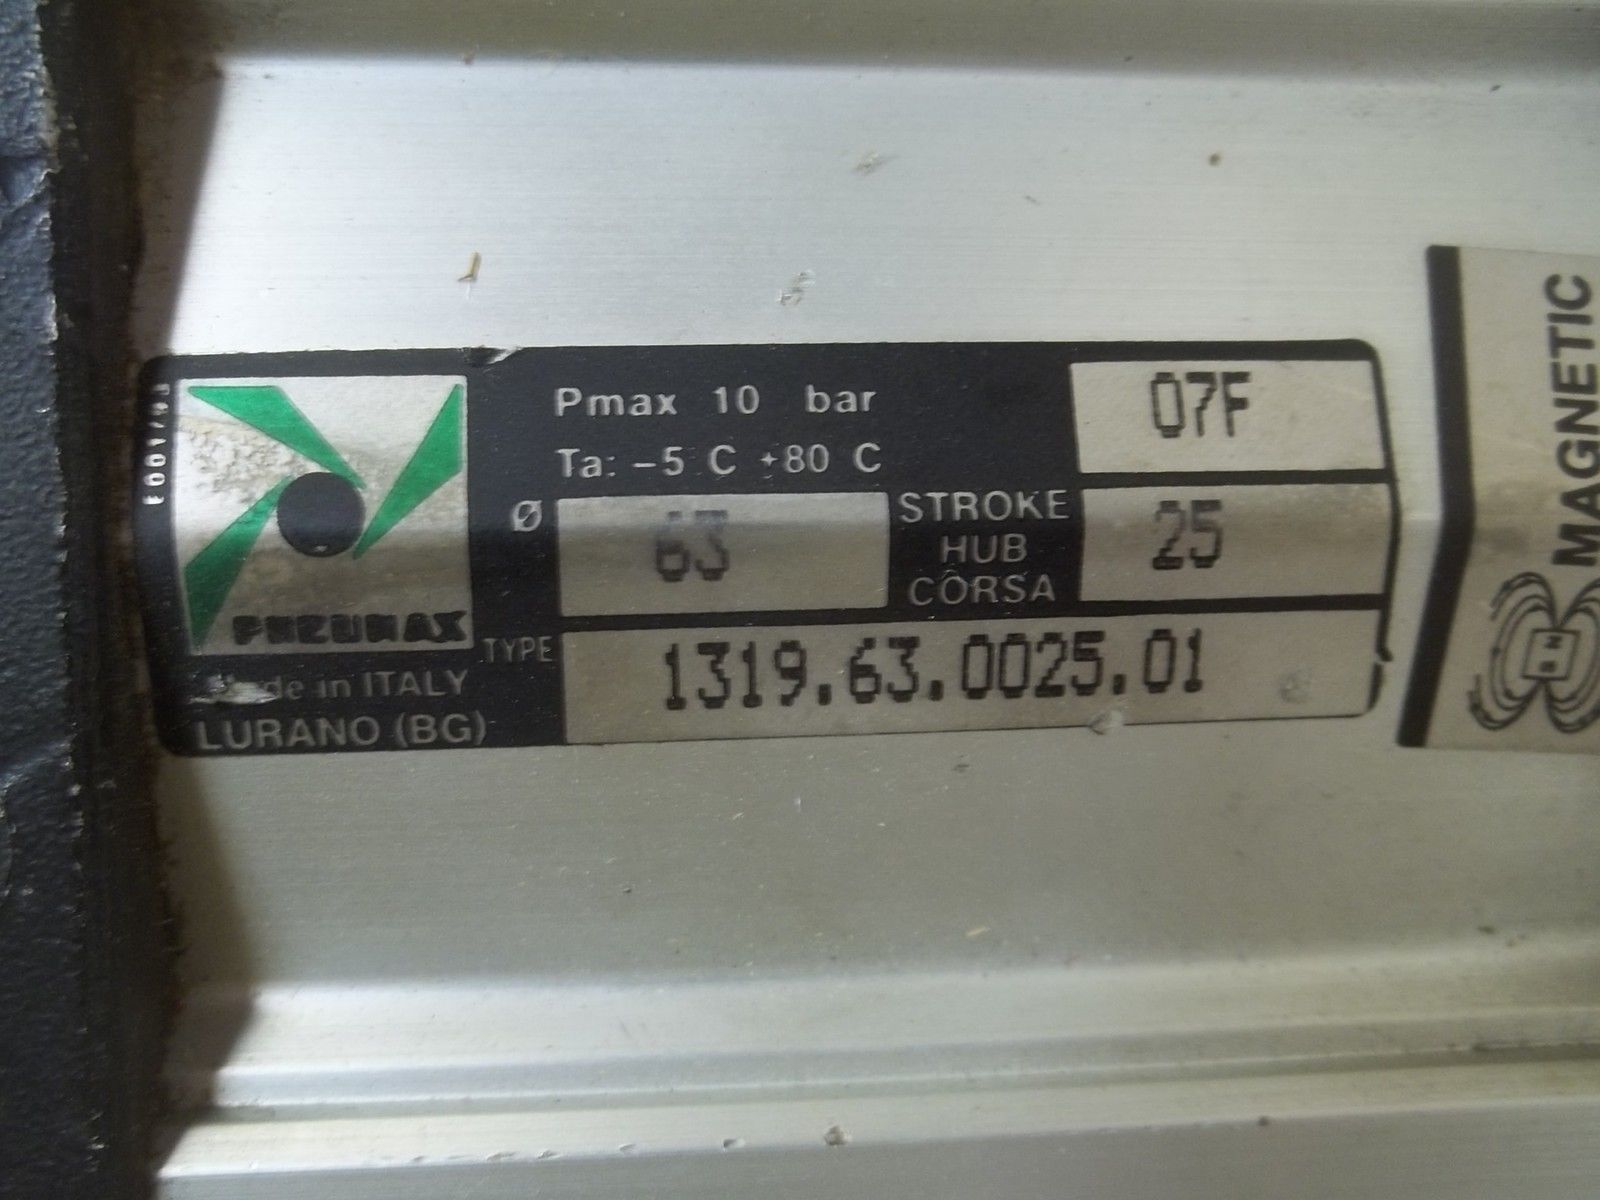 Pmax 10 bar
07F
Ta: -5 C +80 C
Ø
63
STROKE
HUB
CORSA
25
PNEUMAX
TYPE
1319.63.0025.01
Made in ITALY
LURANO (BG)
MAGNETIC